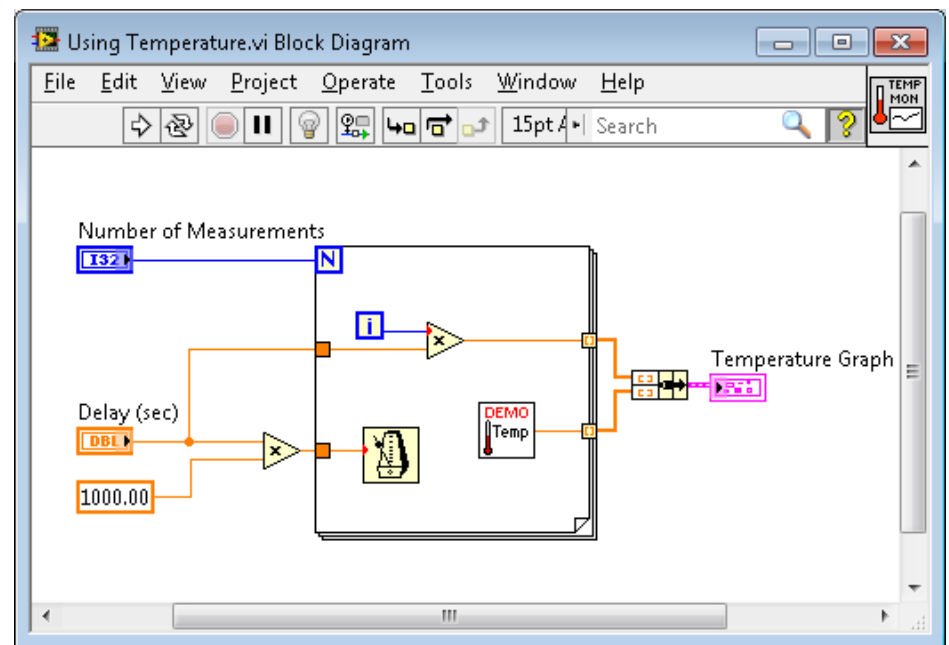 Using Temperature.vi Block Diagram
File Edit View Project Operate Tools Window Help
TEMP
MON
15pt A Search ?
Number of Measurements
I32 N
i
x
Temperature Graph
Delay (sec)
DBL x
DEMO
Temp
1000.00